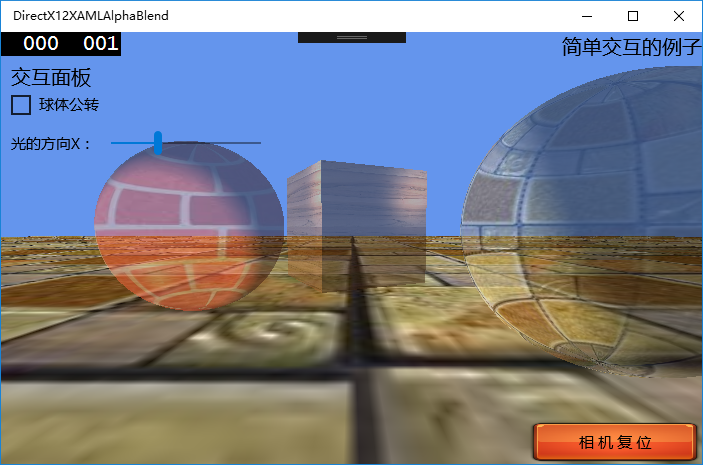 DirectX12XAMLAlphaBlend
000 001
简单交互的例子
交互面板
球体公转
光的方向X：
相机复位